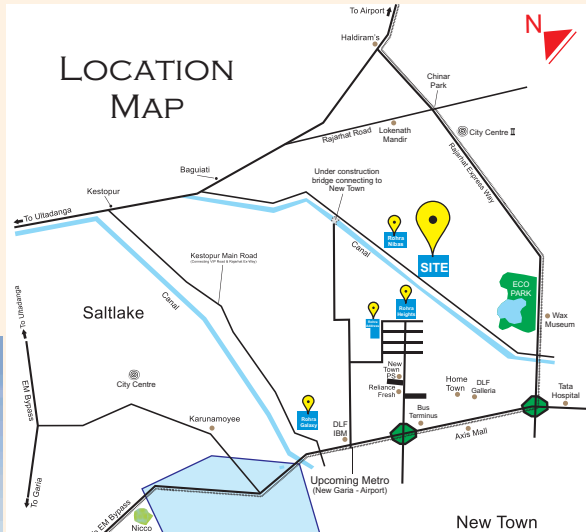 To Airport
N
Haldiram's
LOCATION
MAP
Chinar
Park
City Centre II
Rajarhat Road
Lokenath
Mandir
Rajarhat Express Way
Baguiati
Under construction
bridge connecting to
New Town
Kestopur
To Ultadanga
Rohra
SITE
Canal
Kestopur Main Road
ECO
PARK
Rohra
Heights
Canal
To Ultadanga
Saltlake
Wax
Museum
City Centre
New
Town
PS
Reliance
Fresh
Home
Town
DLF
Galleria
Tata
Hospital
EM Bypass
Rohra
Galaxy
Karunamoyee
DLF
IBM
Bus
Terminus
Axis Mall
To Garia
Upcoming Metro
(New Garia - Airport)
To EM Bypass
Nicco
New Town